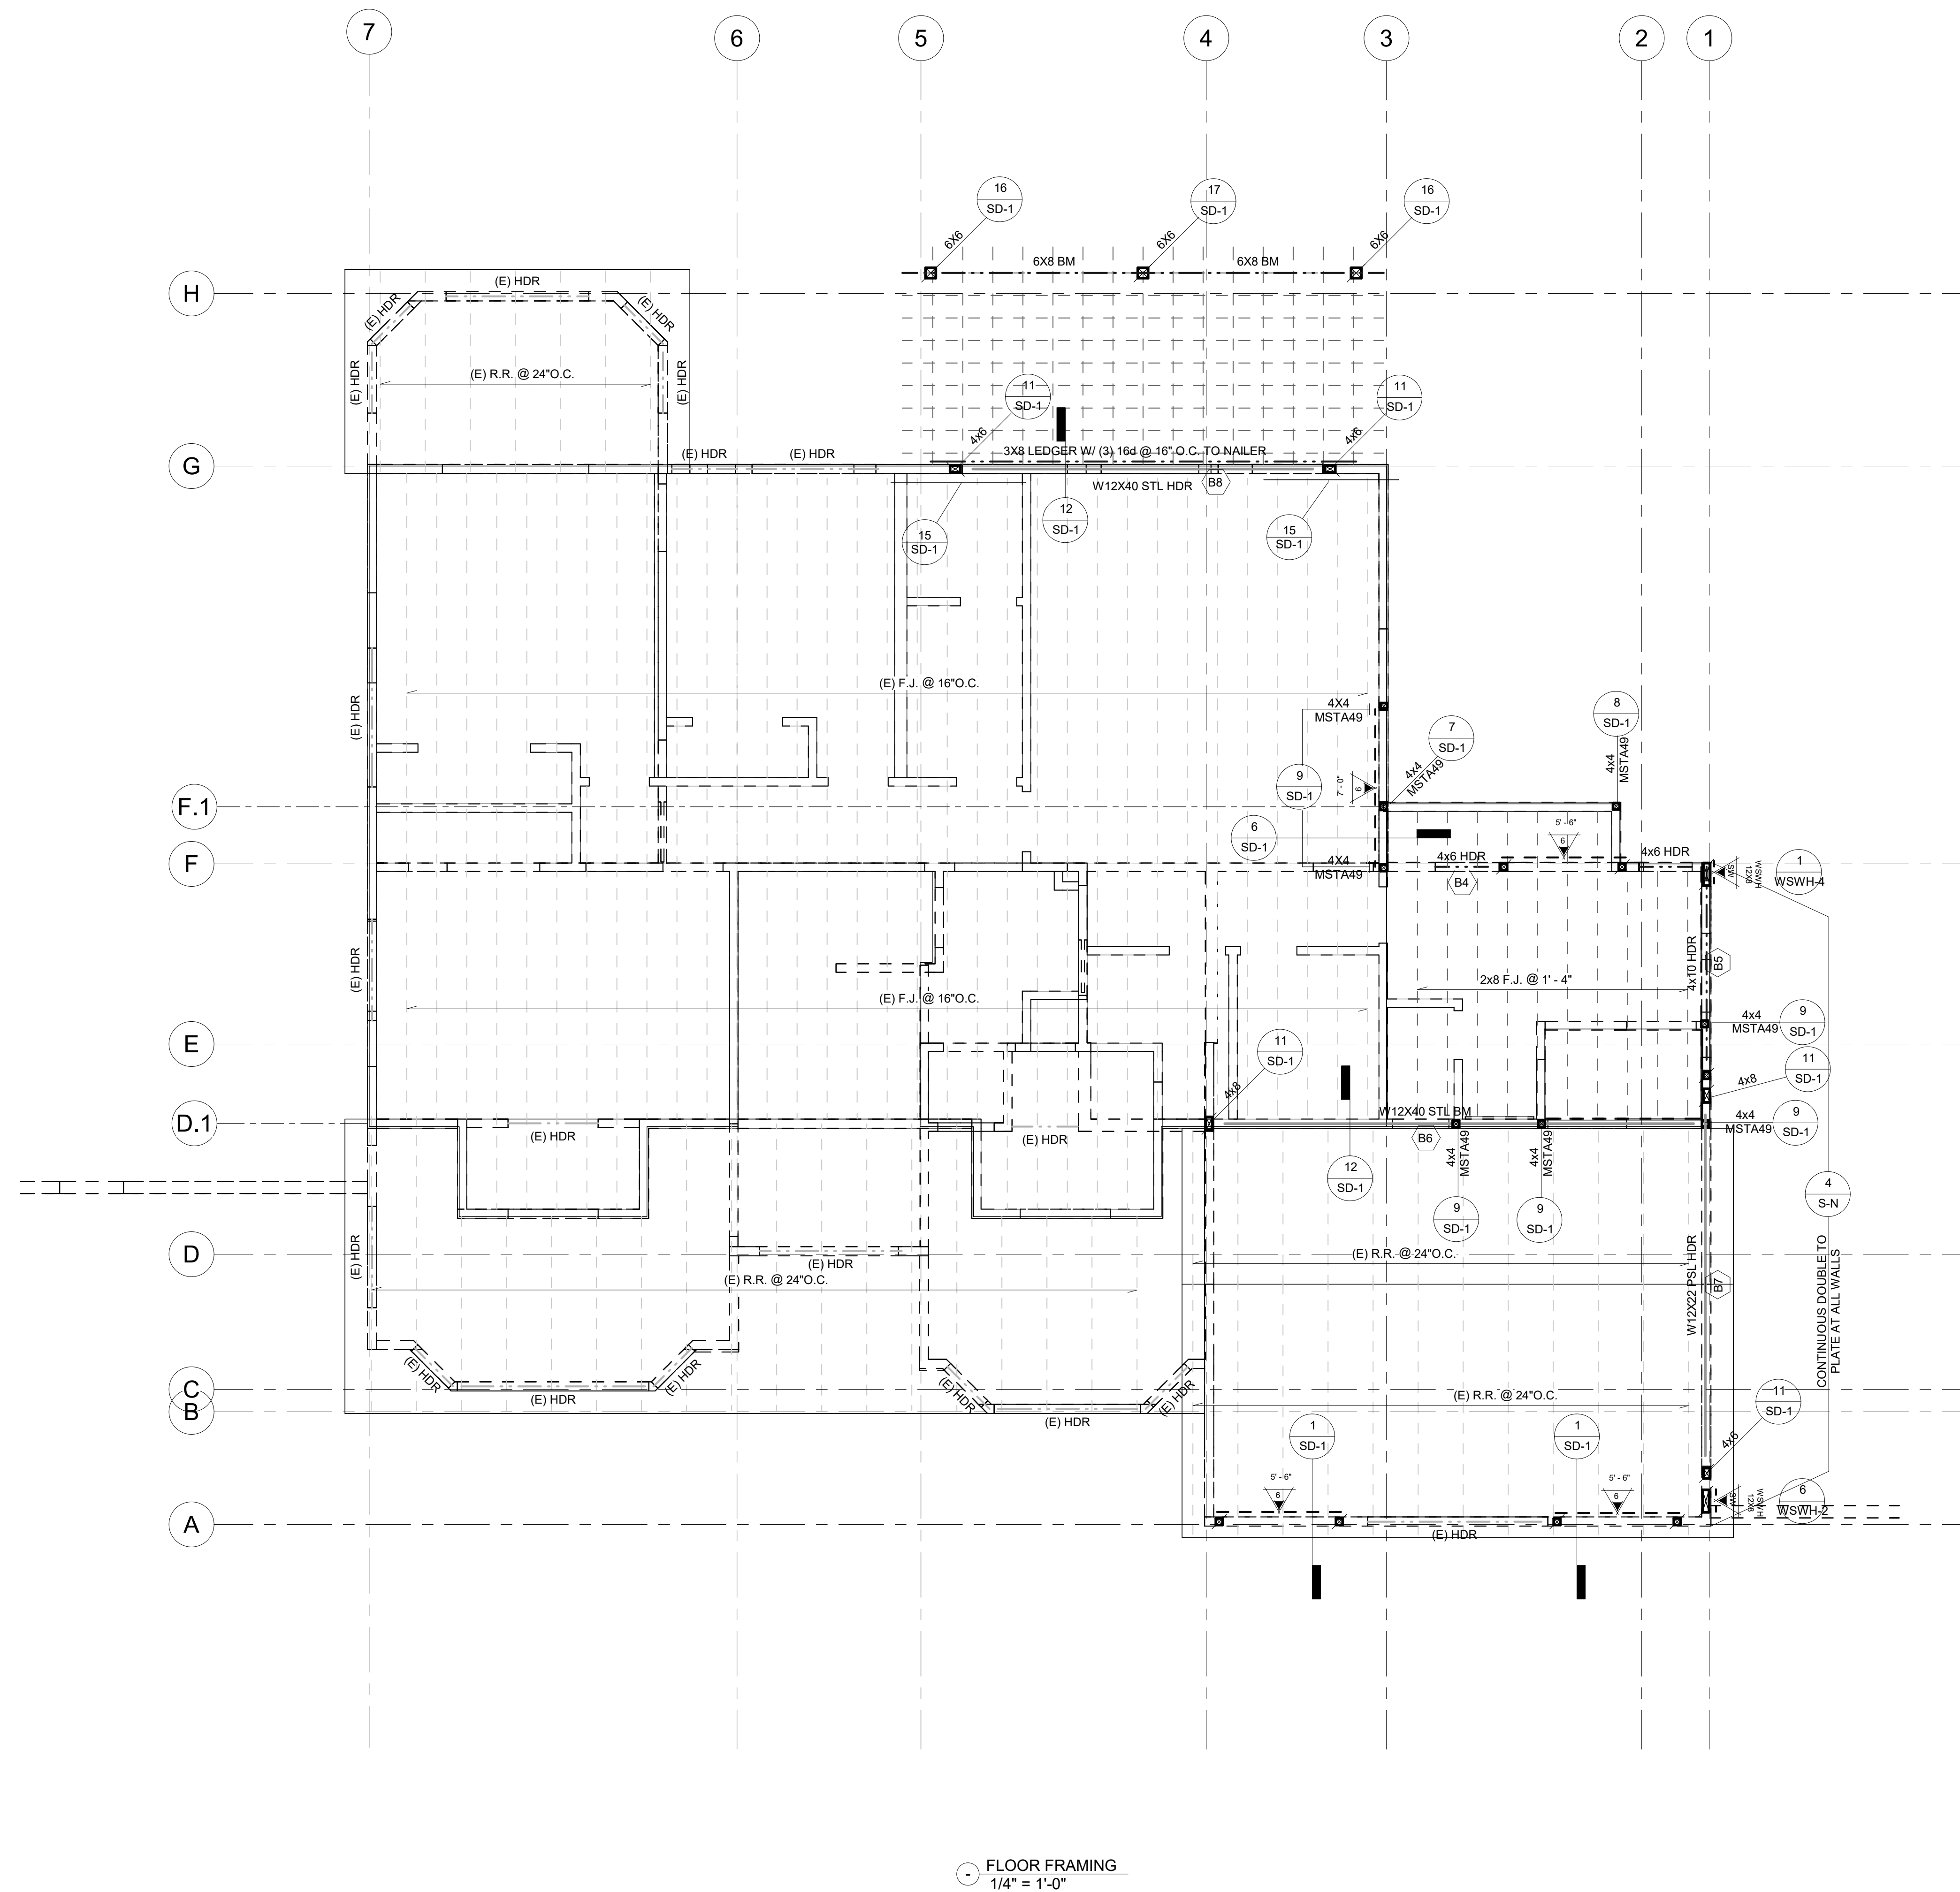 7
6
5
4
3
2
1
16
SD-1
17
SD-1
16
SD-1
6X6
6X6
6X6
6X8 BM
6X8 BM
H
(E) HDR
(E) HDR
(E) HDR
(E) HDR
(E) HDR
(E) R.R. @ 24"O.C.
11
SD-1
11
SD-1
4x6
4x6
G
(E) HDR
(E) HDR
3X8 LEDGER W/ (3) 16d @ 16" O.C. TO NAILER
W12X40 STL HDR
B8
15
SD-1
12
SD-1
15
SD-1
(E) F.J. @ 16"O.C.
(E) HDR
4X4
MSTA49
7
SD-1
8
SD-1
4x4
MSTA49
4x4
MSTA49
9
SD-1
7' - 0"
6
F.1
6
SD-1
5' - 6"
6
F
4X4
MSTA49
4x6 HDR
4x6 HDR
B4
SW
WSWH
12X8
1
WSWH-4
(E) HDR
4x10 HDR
B5
2x8 F.J. @ 1' - 4"
(E) F.J. @ 16"O.C.
4x4
MSTA49
9
SD-1
E
11
SD-1
4x8
11
SD-1
4x8
D.1
W12X40 STL BM
4x4
MSTA49
9
SD-1
(E) HDR
(E) HDR
B6
4x4
MSTA49
4x4
MSTA49
12
SD-1
9
SD-1
9
SD-1
4
S-N
D
(E) HDR
(E) HDR
(E) R.R. @ 24"O.C.
(E) R.R. @ 24"O.C.
W12X22 PSL HDR
B7
CONTINUOUS DOUBLE TO
PLATE AT ALL WALLS
C
B
(E) HDR
(E) HDR
(E) HDR
(E) HDR
(E) HDR
(E) HDR
(E) R.R. @ 24"O.C.
11
SD-1
4x6
1
SD-1
1
SD-1
5' - 6"
6
5' - 6"
6
SW
WSWH
12X8
6
WSWH-2
A
(E) HDR
-
FLOOR FRAMING
1/4" = 1'-0"